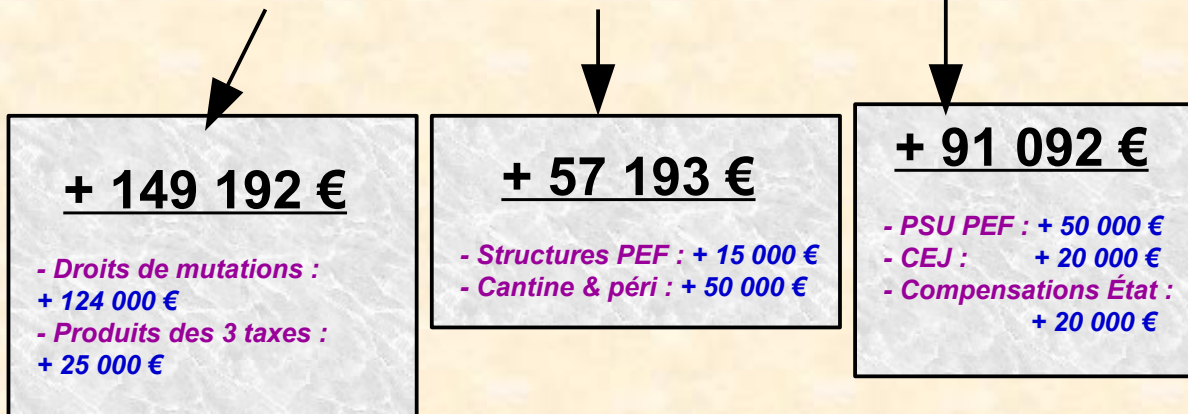 + 149 192 €
- Droits de mutations :
+ 124 000 €
- Produits des 3 taxes :
+ 25 000 €
+ 57 193 €
- Structures PEF : + 15 000 €
- Cantine & péri : + 50 000 €
+ 91 092 €
- PSU PEF : + 50 000 €
- CEJ : + 20 000 €
- Compensations État :
+ 20 000 €